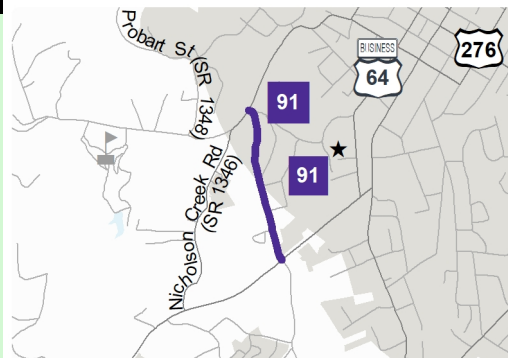 Probart St (SR 1348)
BUSINESS
64
276
91
91
Nicholson Creek Rd
(SR 1346)